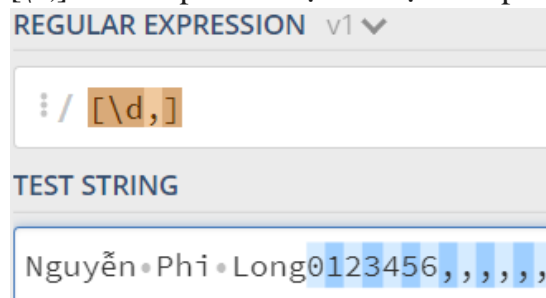 REGULAR EXPRESSION v1
/ [\d,]
TEST STRING
Nguyễn Phi Long0123456,,,,,,